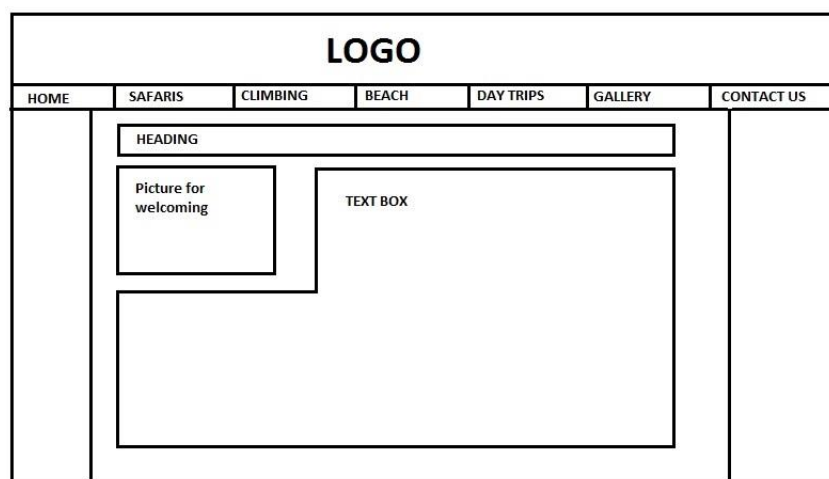 LOGO
HOME SAFARIS CLIMBING BEACH DAY TRIPS GALLERY CONTACT US
HEADING
Picture for
welcoming
TEXT BOX